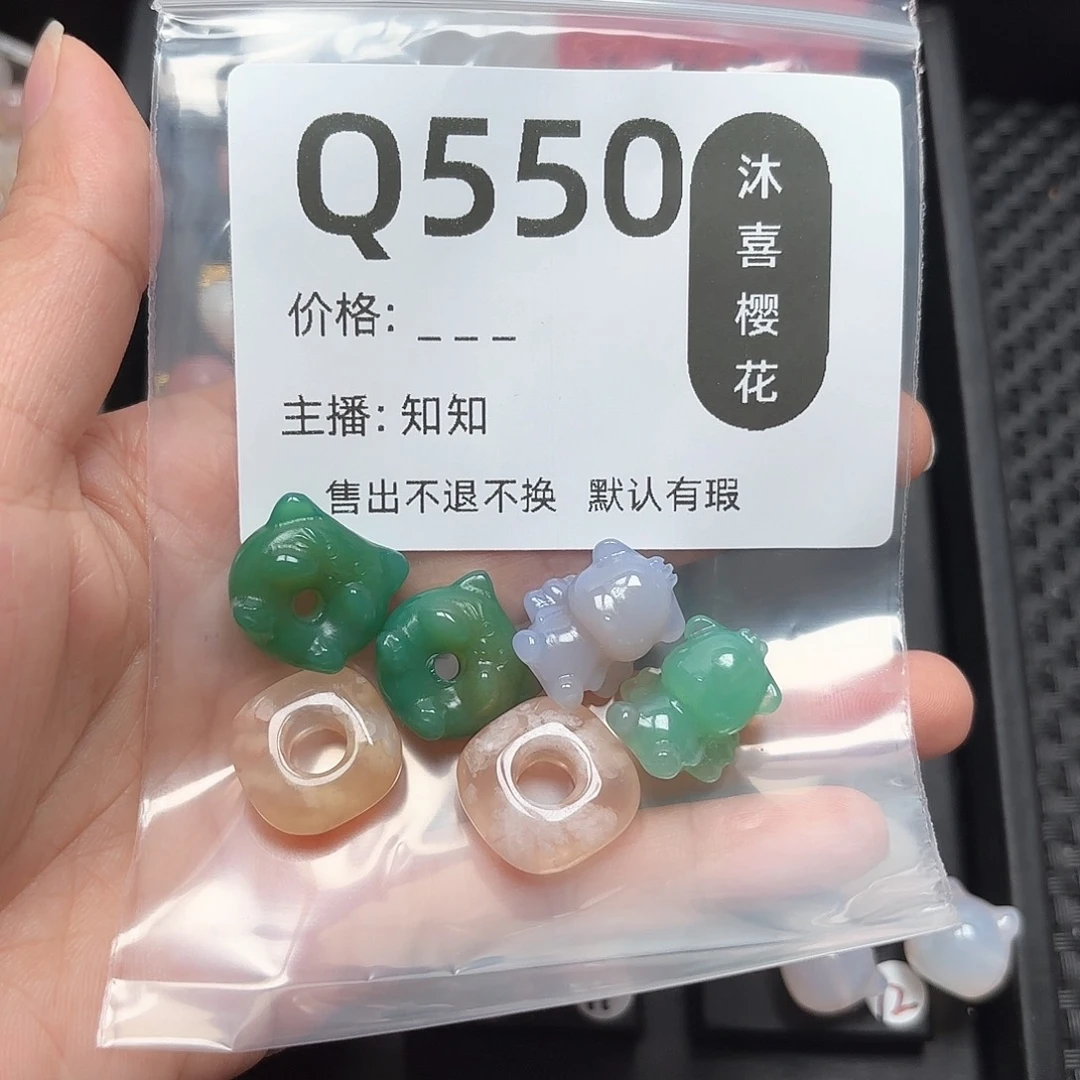 Q550
沐喜樱花
价格: _ _ _
主播: 知知
售出不退不换 默认有瑕
12